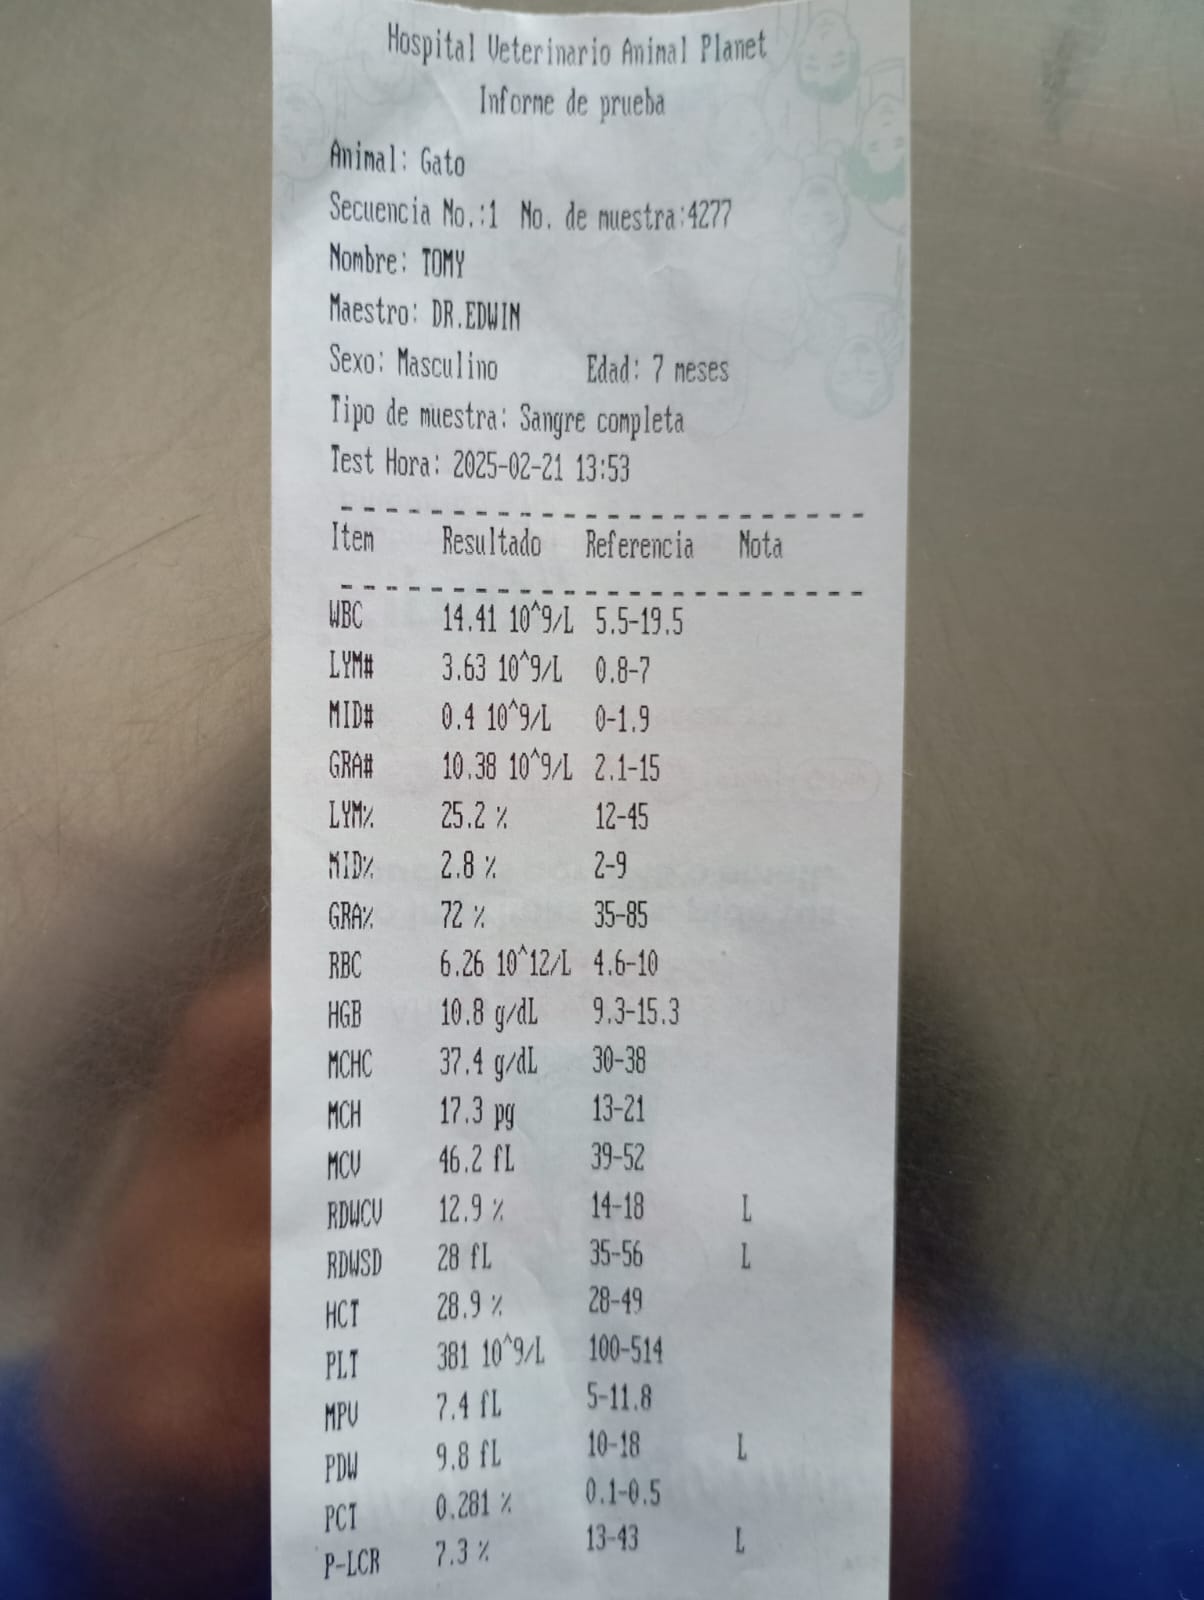 Hospital Veterinario Animal Planet
Informe de prueba
Animal: Gato
Secuencia No.:1 No. de muestra:4277
Nombre: TOMY
Maestro: DR.EDWIN
Sexo: Masculino Edad: 7 meses
Tipo de muestra: Sangre completa
Test Hora: 2025-02-21 13:53
Item Resultado Referencia Nota
WBC 14.41 10^9/L 5.5-19.5
LYM# 3.63 10^9/L 0.8-7
MID# 0.4 10^9/L 0-1.9
GRA# 10.38 10^9/L 2.1-15
LYM% 25.2 % 12-45
MID% 2.8 % 2-9
GRA% 72 % 35-85
RBC 6.26 10^12/L 4.6-10
HGB 10.8 g/dL 9.3-15.3
MCHC 37.4 g/dL 30-38
MCH 17.3 pg 13-21
MCV 46.2 fL 39-52
RDWCV 12.9 % 14-18 L
RDWSD 28 fL 35-56 L
HCT 28.9 % 28-49
PLT 381 10^9/L 100-514
MPV 7.4 fL 5-11.8
PDW 9.8 fL 10-18 L
PCT 0.281 % 0.1-0.5
P-LCR 7.3 % 13-43 L